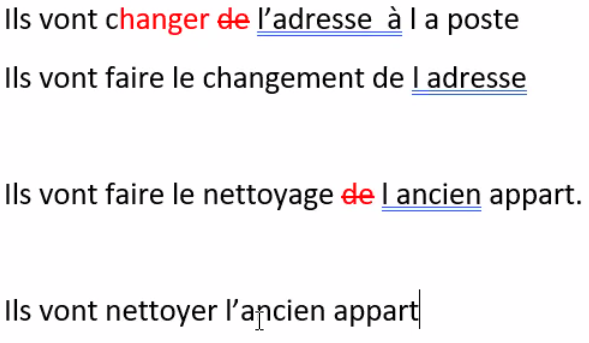 Ils vont changer de l’adresse à l a poste
Ils vont faire le changement de l adresse
Ils vont faire le nettoyage de l ancien appart.
Ils vont nettoyer l’ancien appart